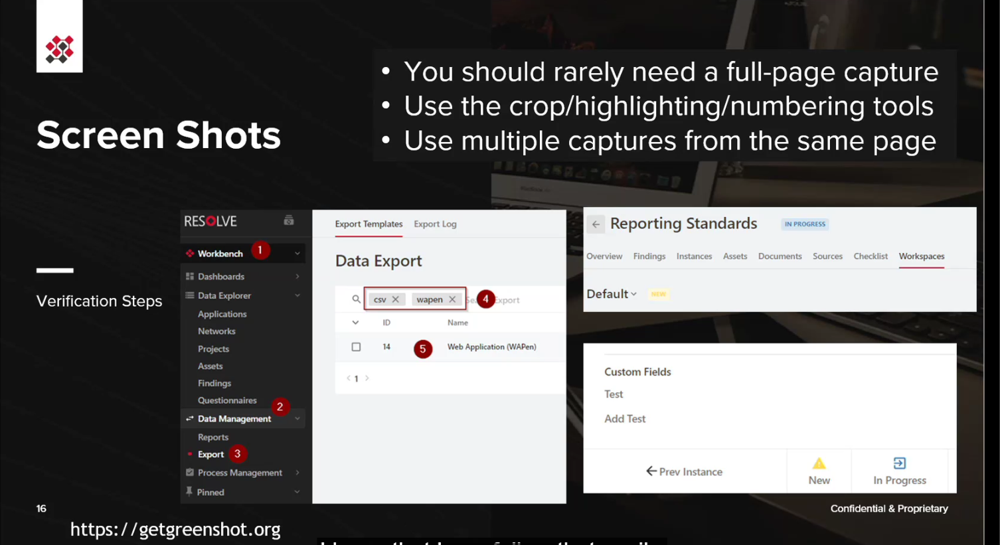 • You should rarely need a full-page capture
• Use the crop/highlighting/numbering tools
• Use multiple captures from the same page
Screen Shots
Verification Steps
RESOLVE
Workbench 1
Dashboards
Data Explorer
Applications
Networks
Projects
Assets
Findings
Questionnaires
2
Data Management
Reports
Export 3
Process Management
Pinned
Export Templates Export Log
Data Export
csv wapen 4 Export
ID Name
14 5 Web Application (WAPen)
< 1 >
Reporting Standards IN PROGRESS
Overview Findings Instances Assets Documents Sources Checklist Workspaces
Default NEW
Custom Fields
Test
Add Test
Prev Instance New In Progress
16
Confidential & Proprietary
https://getgreenshot.org